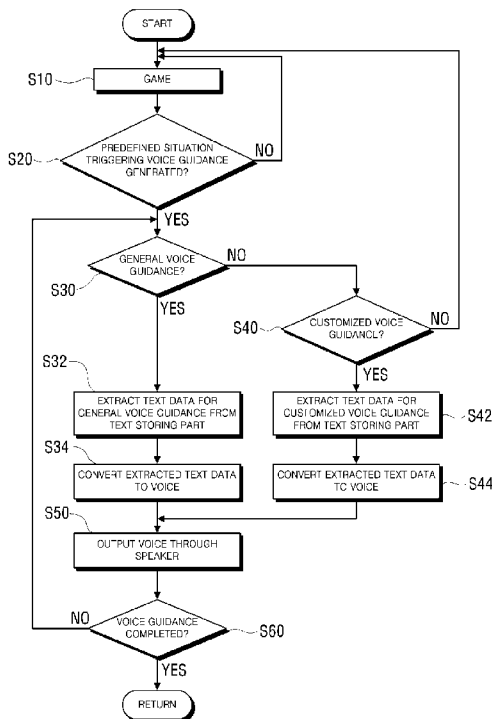 START
S10
GAME
S20
PREDEFINED SITUATION
TRIGGERING VOICE GUIDANCE
GENERATED?
NO
YES
GENERAL VOICE
GUIDANCE?
NO
S30
YES
S40
CUSTOMIZED VOICE
GUIDANCE?
NO
YES
S32
EXTRACT TEXT DATA FOR
GENERAL VOICE GUIDANCE FROM
TEXT STORING PART
EXTRACT TEXT DATA FOR
CUSTOMIZED VOICE GUIDANCE
FROM TEXT STORING PART
S42
S34
CONVERT EXTRACTED TEXT DATA
TO VOICE
CONVERT EXTRACTED TEXT DATA
TO VOICE
S44
S50
OUTPUT VOICE THROUGH
SPEAKER
NO
VOICE GUIDANCE
COMPLETED?
S60
YES
RETURN